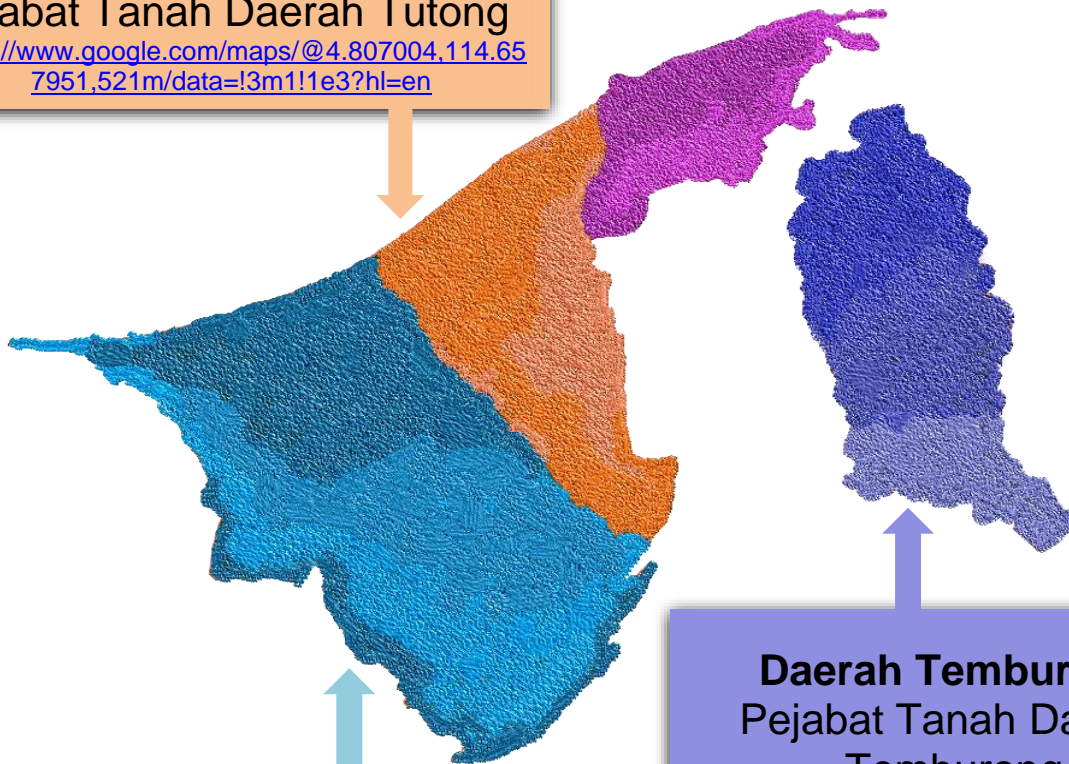 abat Tanah Daerah Tutong
://www.google.com/maps/@4.807004,114.65
7951,521m/data=!3m1!1e3?hl=en
Daerah Tembur
Pejabat Tanah Da
Temburong